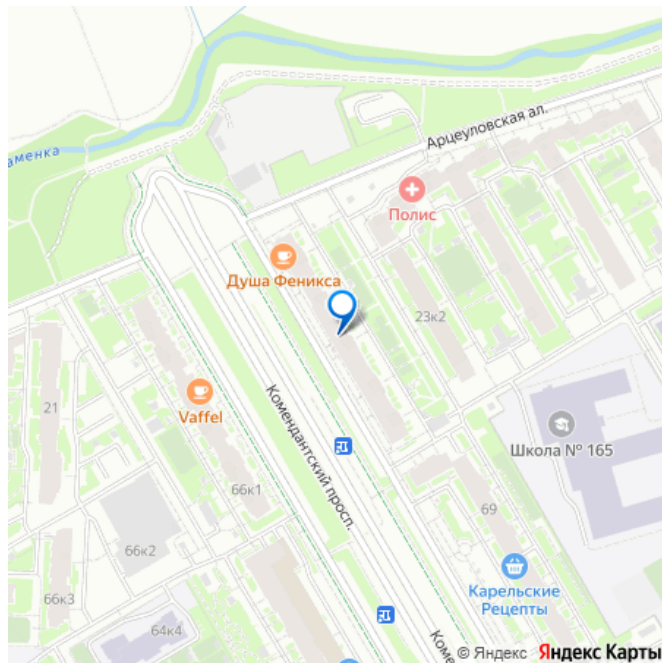 Арцеуловская ал.
аменка
Полис
Душа Феникса
23к2
21
Vaffel
Комендантский просп.
Школа № 165
66к1
69
66к2
Карельские
Рецепты
66к3
64к4
Коме
© Яндекс Яндекс Карты